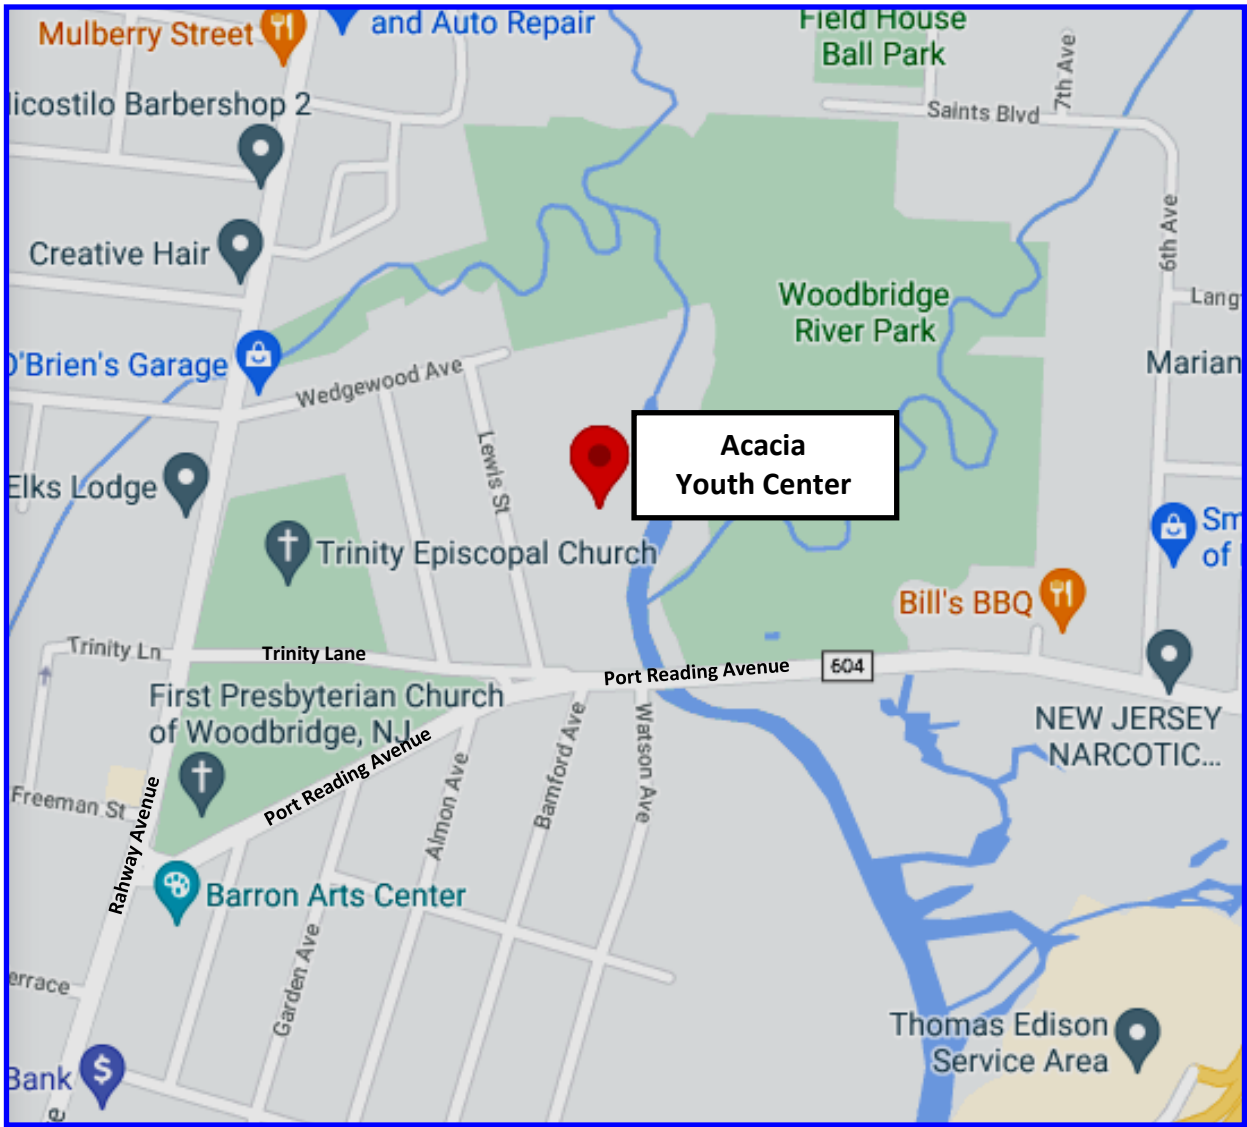 Mulberry Street
and Auto Repair
Field House
Ball Park
7th Ave
icostilo Barbershop 2
Saints Blvd
Creative Hair
6th Ave
Woodbridge
River Park
Lang
O'Brien's Garage
Wedgewood Ave
Marian
Acacia
Youth Center
Lewis St
Elks Lodge
Sm
of
Trinity Episcopal Church
Bill's BBQ
Trinity Ln
Trinity Lane
Port Reading Avenue
604
First Presbyterian Church
of Woodbridge, NJ
NEW JERSEY
NARCOTIC...
Port Reading Avenue
Watson Ave
Bamford Ave
Almon Ave
Freeman St
Rahway Avenue
Barron Arts Center
Garden Ave
errace
Thomas Edison
Service Area
Bank
$
e